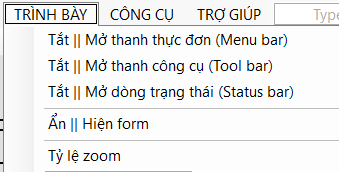 TRÌNH BÀY CÔNG CỤ TRỢ GIÚP Type
Tắt || Mở thanh thực đơn (Menu bar)
Tắt || Mở thanh công cụ (Tool bar)
Tắt || Mở dòng trạng thái (Status bar)
Ẩn || Hiện form
Tỷ lệ zoom